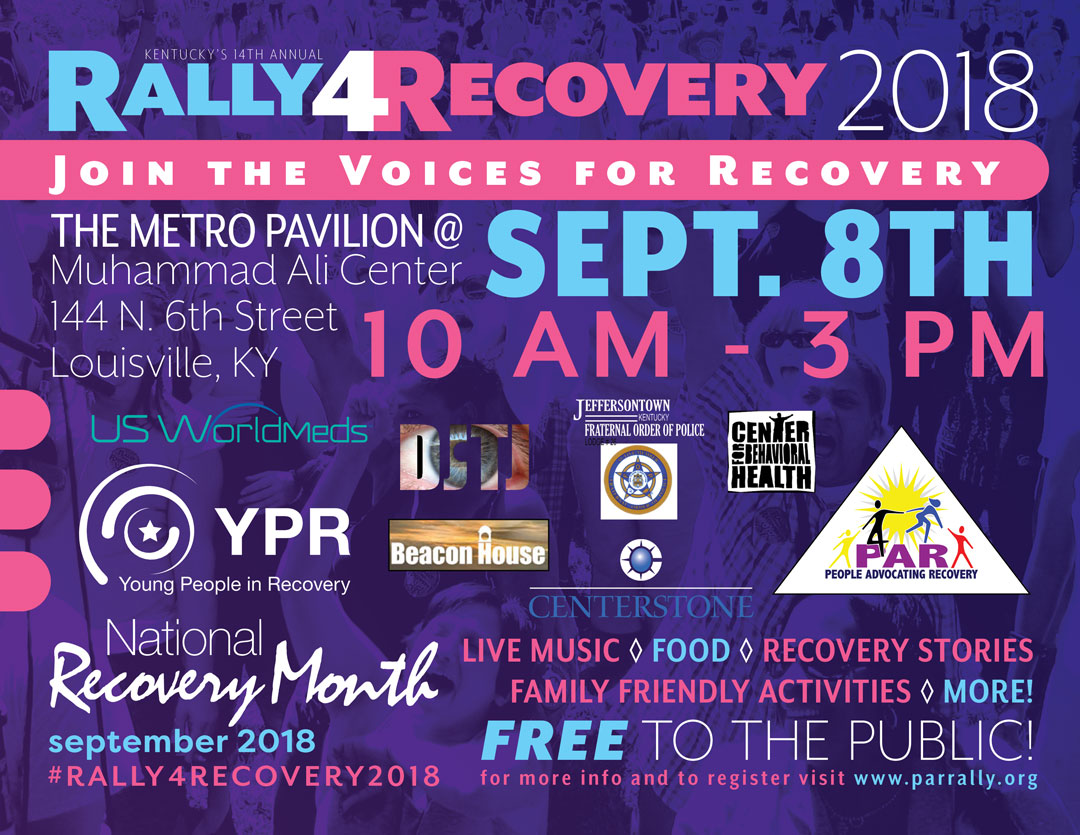 KENTUCKY'S 14TH ANNUAL
RALLY4RECOVERY 2018
JOIN THE VOICES FOR RECOVERY
THE METRO PAVILION @
Muhammad Ali Center
144 N. 6th Street
Louisville, KY
SEPT. 8TH
10 AM - 3 PM
US WorldMeds
DJTJ
JEFFERSONTOWN
KENTUCKY
FRATERNAL ORDER OF POLICE
CENTER
FOR BEHAVIORAL
HEALTH
YPR
Young People in Recovery
Beacon House
CENTERSTONE
PAR
PEOPLE ADVOCATING RECOVERY
National
Recovery Month
september 2018
#RALLY4RECOVERY2018
LIVE MUSIC ◊ FOOD ◊ RECOVERY STORIES
FAMILY FRIENDLY ACTIVITIES ◊ MORE!
FREE TO THE PUBLIC!
for more info and to register visit www.parrally.org